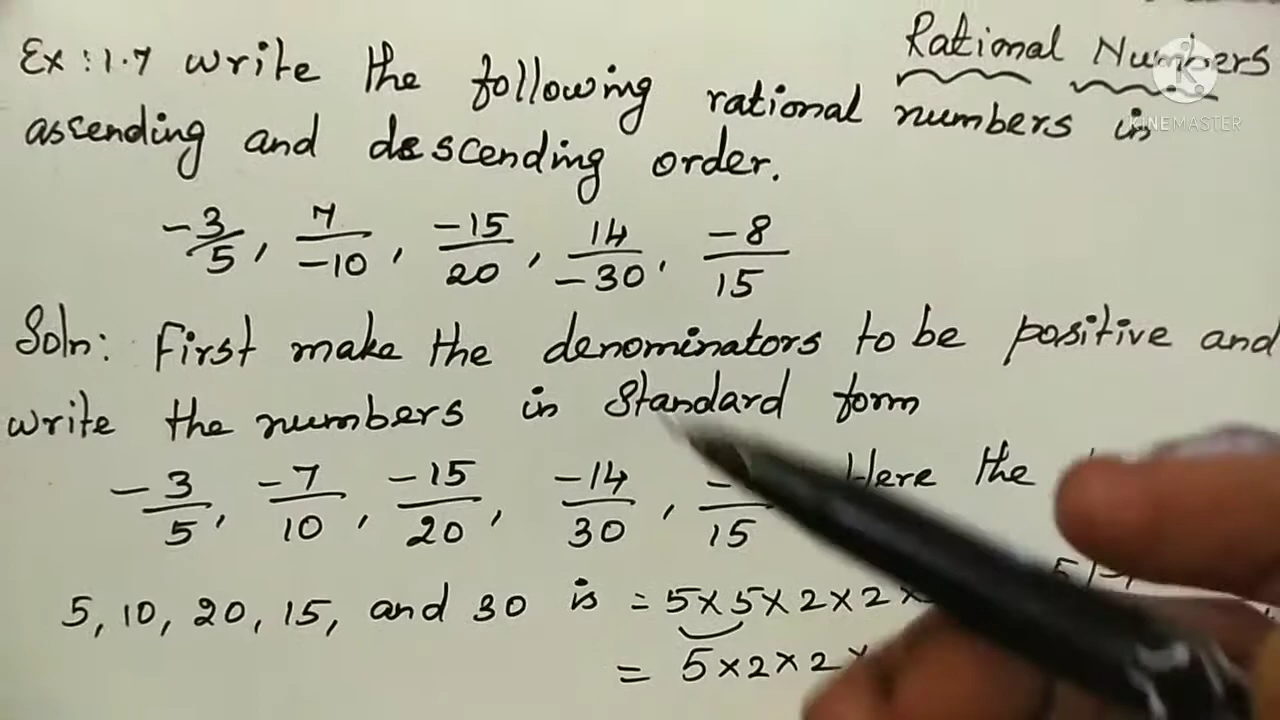 Rational Numbers
Ex : 1.7 write the following rational numbers in
ascending and descending order.
-3/5, 7/-10, -15/20, 14/-30, -8/15
Soln: First make the denominators to be positive and
write the numbers in standard form
-3/5, -7/10, -15/20, -14/30, 15 Here the
5, 10, 20, 15, and 30 is = 5×5×2×2×
= 5×2×2×
KINEMASTER